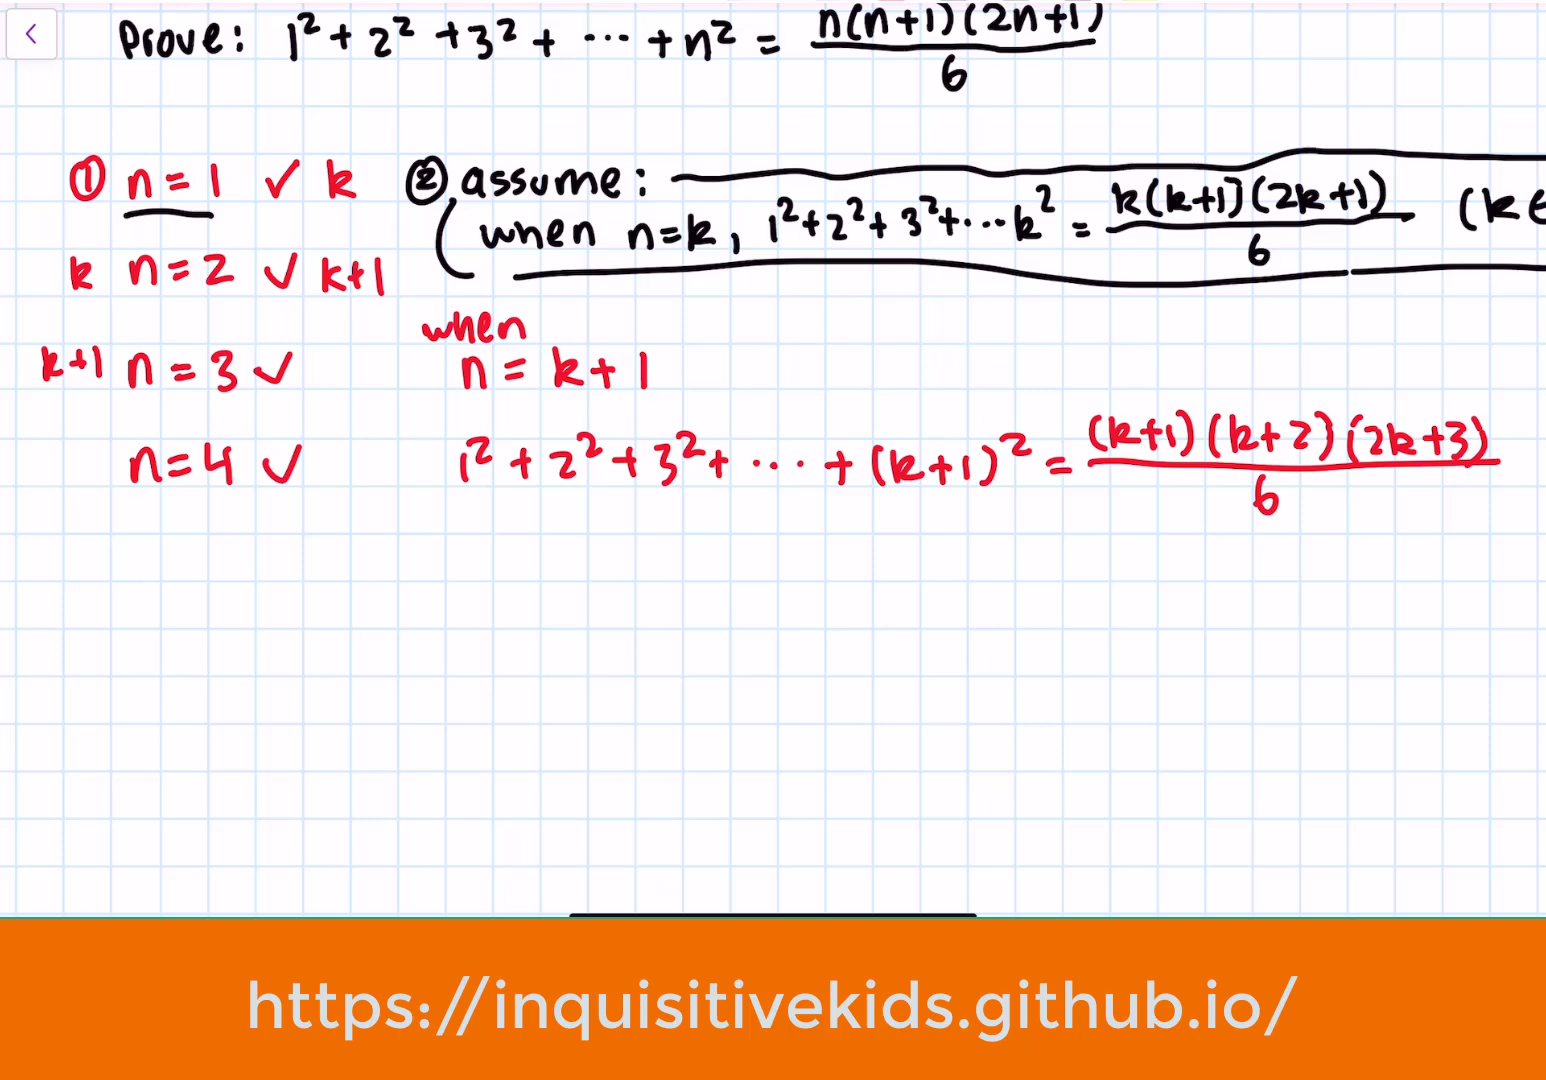 Prove: 1² + 2² + 3² + ··· + n² = n(n+1)(2n+1) / 6
① n = 1 ✓ k
② assume:
when n=k, 1²+2²+3²+···k² = k(k+1)(2k+1) / 6 (k∈
k n = 2 ✓ k+1
when
k+1 n = 3 ✓
n = k + 1
n = 4 ✓
1² + 2² + 3² + ··· + (k+1)² = (k+1)(k+2)(2k+3) / 6
https://inquisitivekids.github.io/